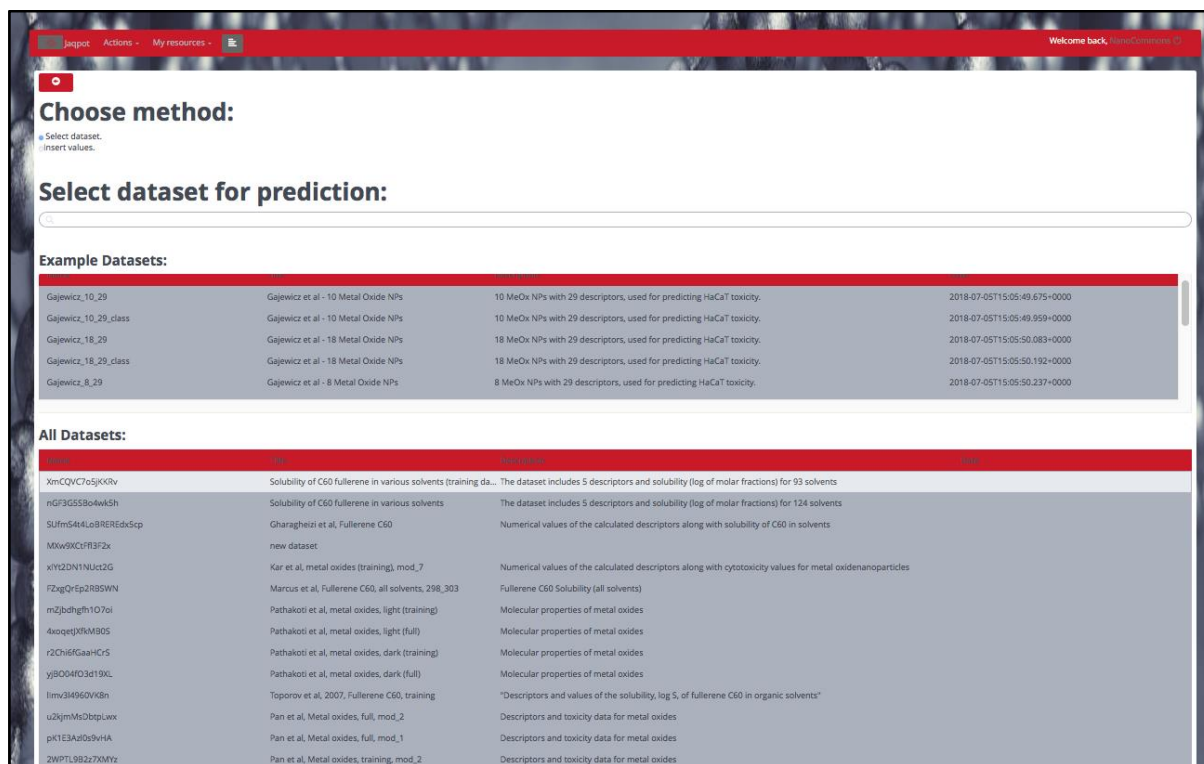 Jaqpot Actions My resources Welcome back, NanoCommons
Choose method:
Select dataset.
Insert values.
Select dataset for prediction:
Example Datasets:
Gajewicz_10_29 Gajewicz et al - 10 Metal Oxide NPs 10 MeOx NPs with 29 descriptors, used for predicting HaCaT toxicity. 2018-07-05T15:05:49.675+0000
Gajewicz_10_29_class Gajewicz et al - 10 Metal Oxide NPs 10 MeOx NPs with 29 descriptors, used for predicting HaCaT toxicity. 2018-07-05T15:05:49.959+0000
Gajewicz_18_29 Gajewicz et al - 18 Metal Oxide NPs 18 MeOx NPs with 29 descriptors, used for predicting HaCaT toxicity. 2018-07-05T15:05:50.083+0000
Gajewicz_18_29_class Gajewicz et al - 18 Metal Oxide NPs 18 MeOx NPs with 29 descriptors, used for predicting HaCaT toxicity. 2018-07-05T15:05:50.192+0000
Gajewicz_8_29 Gajewicz et al - 8 Metal Oxide NPs 8 MeOx NPs with 29 descriptors, used for predicting HaCaT toxicity. 2018-07-05T15:05:50.237+0000
All Datasets:
Name Title Description Date
XmCQVC7o5jKKRv Solubility of C60 fullerene in various solvents (training da... The dataset includes 5 descriptors and solubility (log of molar fractions) for 93 solvents
nGF3G5SBo4wk5h Solubility of C60 fullerene in various solvents The dataset includes 5 descriptors and solubility (log of molar fractions) for 124 solvents
SUfmS4t4LoBREREdx5cp Gharagheizi et al, Fullerene C60 Numerical values of the calculated descriptors along with solubility of C60 in solvents
MXw9XCtFfl3F2x new dataset
xlYt2DN1NUct2G Kar et al, metal oxides (training), mod_7 Numerical values of the calculated descriptors along with cytotoxicity values for metal oxidenanoparticles
FZxgQrEp2RBSWN Marcus et al, Fullerene C60, all solvents, 298_303 Fullerene C60 Solubility (all solvents)
mZjbdhgfh1O7oi Pathakoti et al, metal oxides, light (training) Molecular properties of metal oxides
4xoqetJXfkMB0S Pathakoti et al, metal oxides, light (full) Molecular properties of metal oxides
r2Chi6fGaaHCrS Pathakoti et al, metal oxides, dark (training) Molecular properties of metal oxides
yjBO04fO3d19XL Pathakoti et al, metal oxides, dark (full) Molecular properties of metal oxides
Iimv3I4960VK8n Toporov et al, 2007, Fullerene C60, training "Descriptors and values of the solubility, log S, of fullerene C60 in organic solvents"
u2kjmMsDbtpLwx Pan et al, Metal oxides, full, mod_2 Descriptors and toxicity data for metal oxides
pK1E3Azl0s9vHA Pan et al, Metal oxides, full, mod_1 Descriptors and toxicity data for metal oxides
2WPTL9B2z7XMYz Pan et al, Metal oxides, training, mod_2 Descriptors and toxicity data for metal oxides